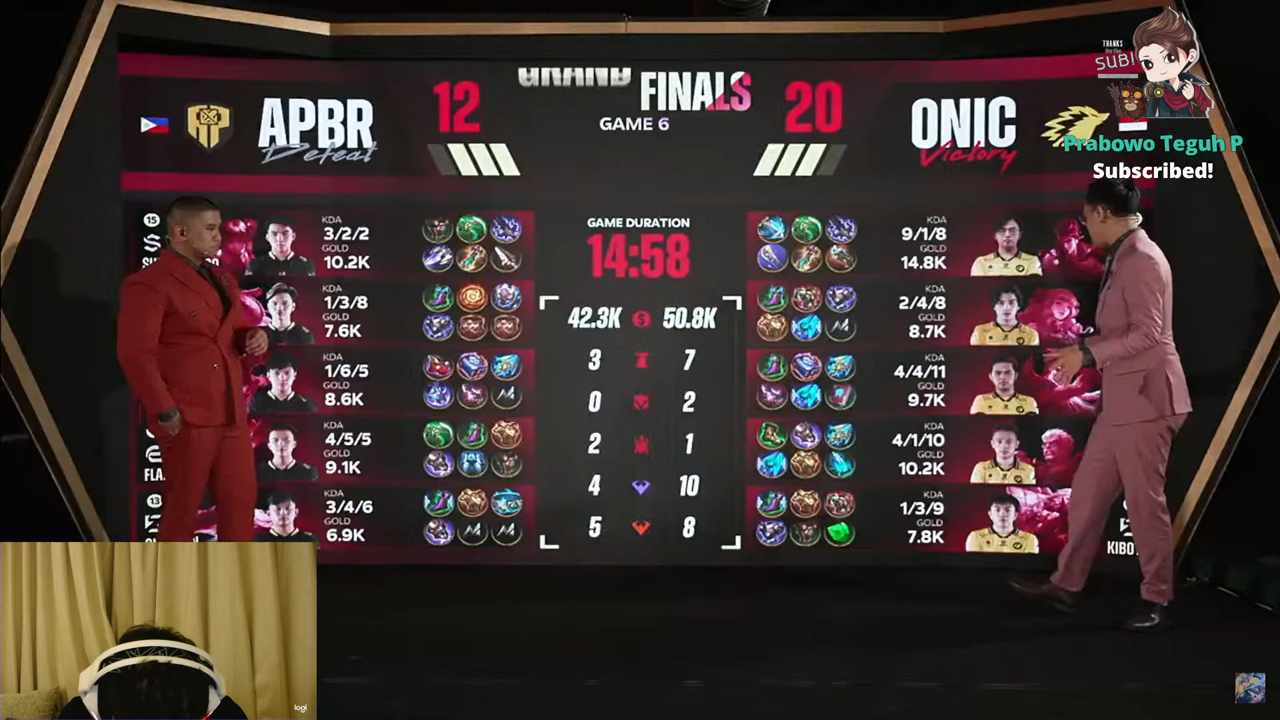 GRAND FINALS
GAME 6
APBR
Defeat
12
20
ONIC
Victory
THANKS
SUB!
Prabowo Teguh P
Subscribed!
GAME DURATION
14:58
42.3K 50.8K
3 7
0 2
2 1
4 10
5 8
15
KDA
3/2/2
GOLD
10.2K
KDA
1/3/8
GOLD
7.6K
KDA
1/6/5
GOLD
8.6K
KDA
4/5/5
GOLD
9.1K
FLA
13
KDA
3/4/6
GOLD
6.9K
KDA
9/1/8
GOLD
14.8K
KDA
2/4/8
GOLD
8.7K
KDA
4/4/11
GOLD
9.7K
KDA
4/1/10
GOLD
10.2K
KDA
1/3/9
GOLD
7.8K
KIBO
logi